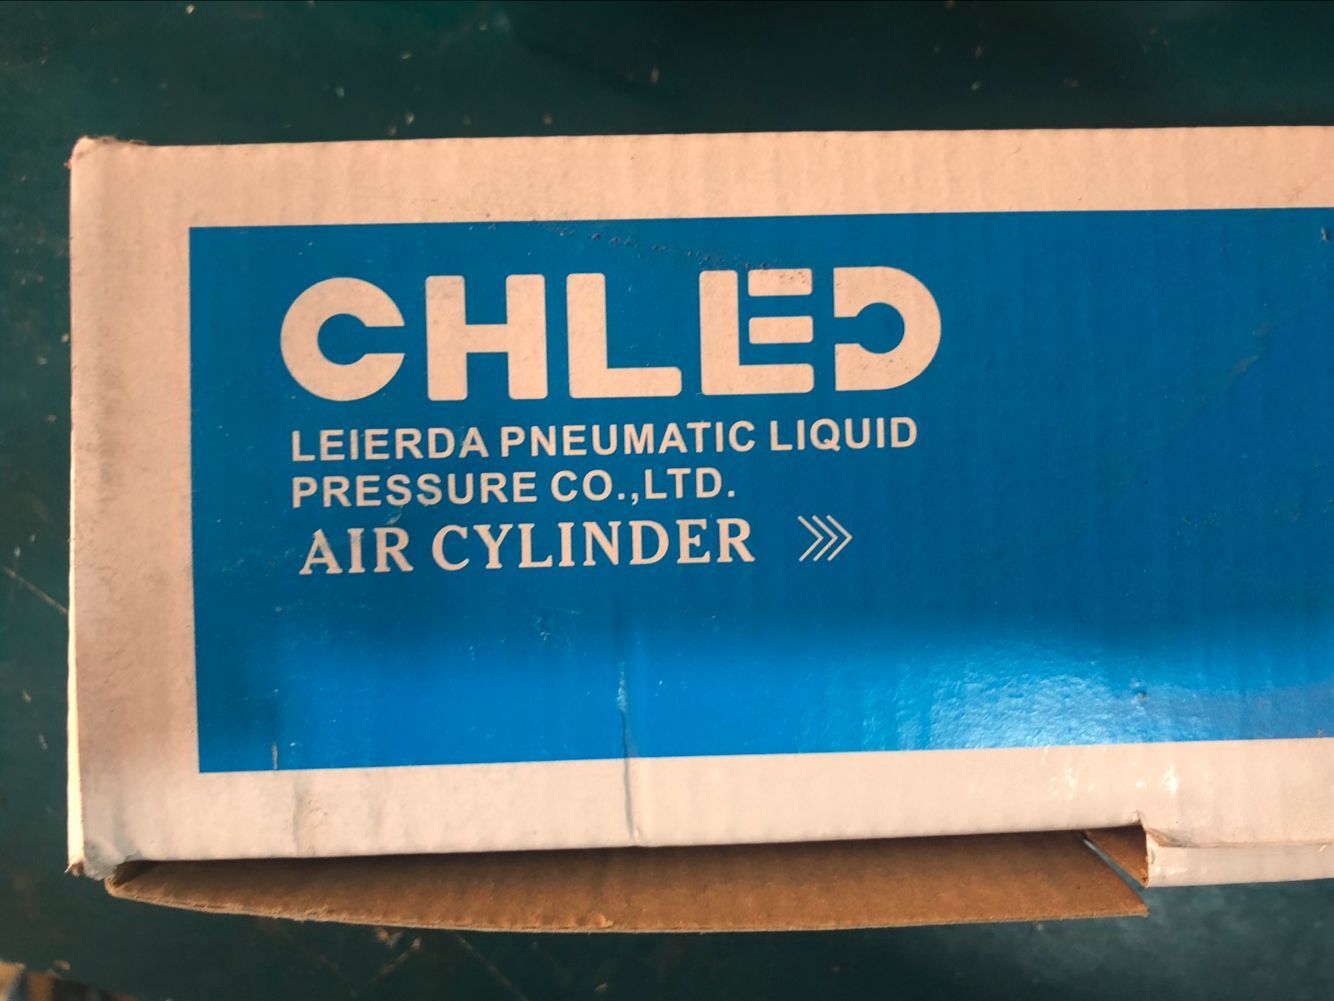 CHLED
LEIERDA PNEUMATIC LIQUID
PRESSURE CO.,LTD.
AIR CYLINDER